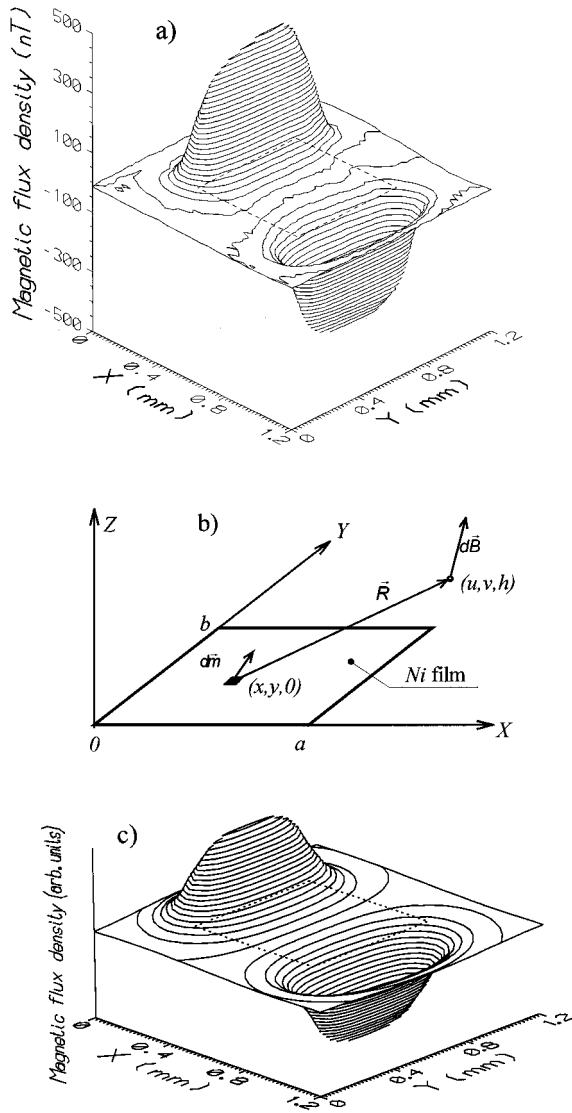 a)
Magnetic flux density (nT)
500
300
100
-100
-300
-500
0
0.4
0.8
1.2
X (mm)
0
0.4
0.8
1.2
Y (mm)
b)
Z
Y
dB⃗
(u,v,h)
R⃗
b
dm⃗
(x,y,0)
Ni film
0
a
X
c)
Magnetic flux density (arb.units)
0
0.4
0.8
1.2
X (mm)
0
0.4
0.8
1.2
Y (mm)